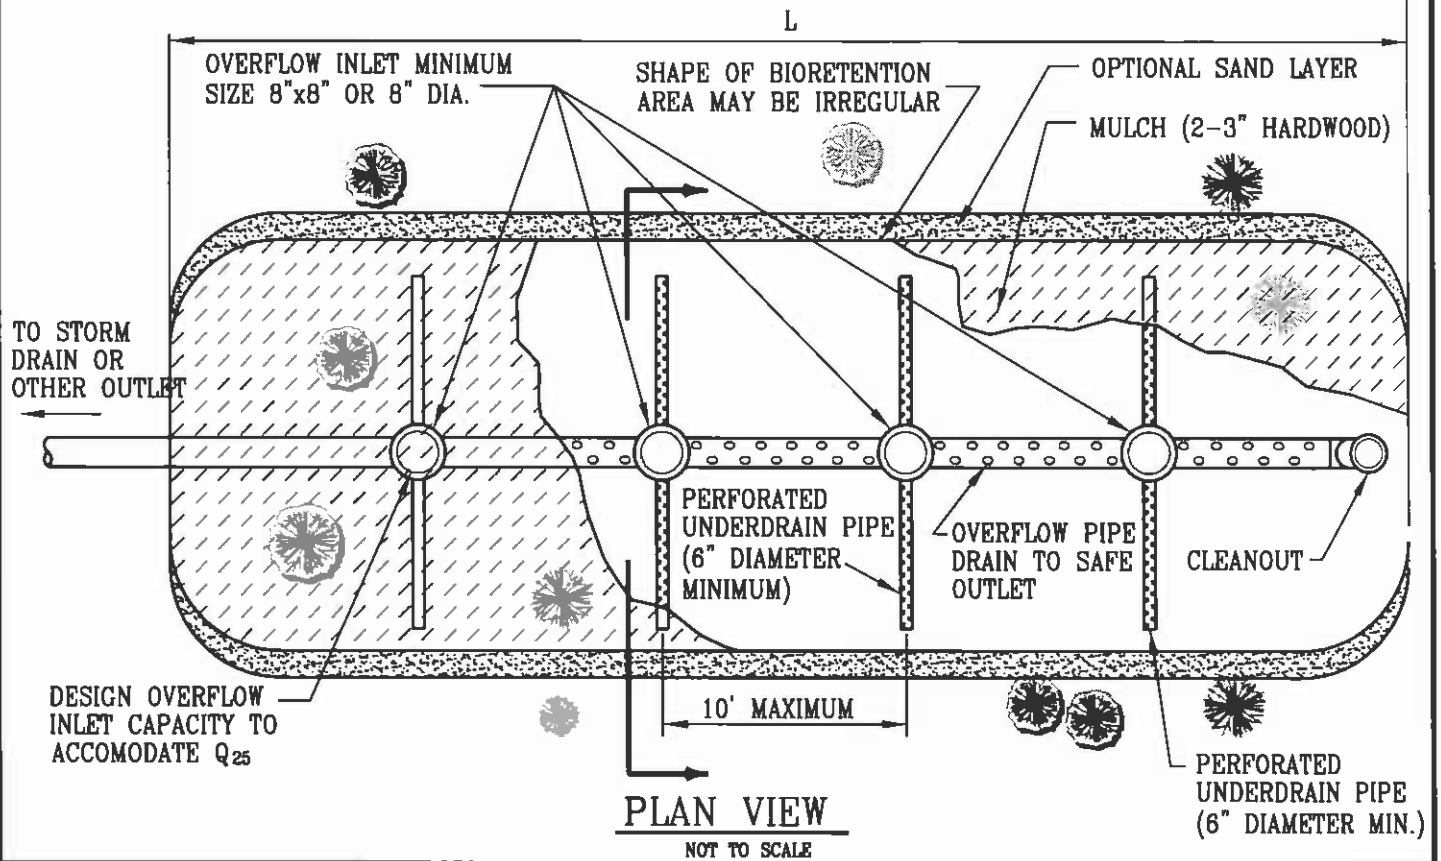 L
OVERFLOW INLET MINIMUM
SIZE 8"x8" OR 8" DIA.
SHAPE OF BIORETENTION
AREA MAY BE IRREGULAR
OPTIONAL SAND LAYER
MULCH (2-3" HARDWOOD)
TO STORM
DRAIN OR
OTHER OUTLET
PERFORATED
UNDERDRAIN PIPE
(6" DIAMETER
MINIMUM)
OVERFLOW PIPE
DRAIN TO SAFE
OUTLET
CLEANOUT
DESIGN OVERFLOW
INLET CAPACITY TO
ACCOMODATE Q25
10' MAXIMUM
PERFORATED
UNDERDRAIN PIPE
(6" DIAMETER MIN.)
PLAN VIEW
NOT TO SCALE